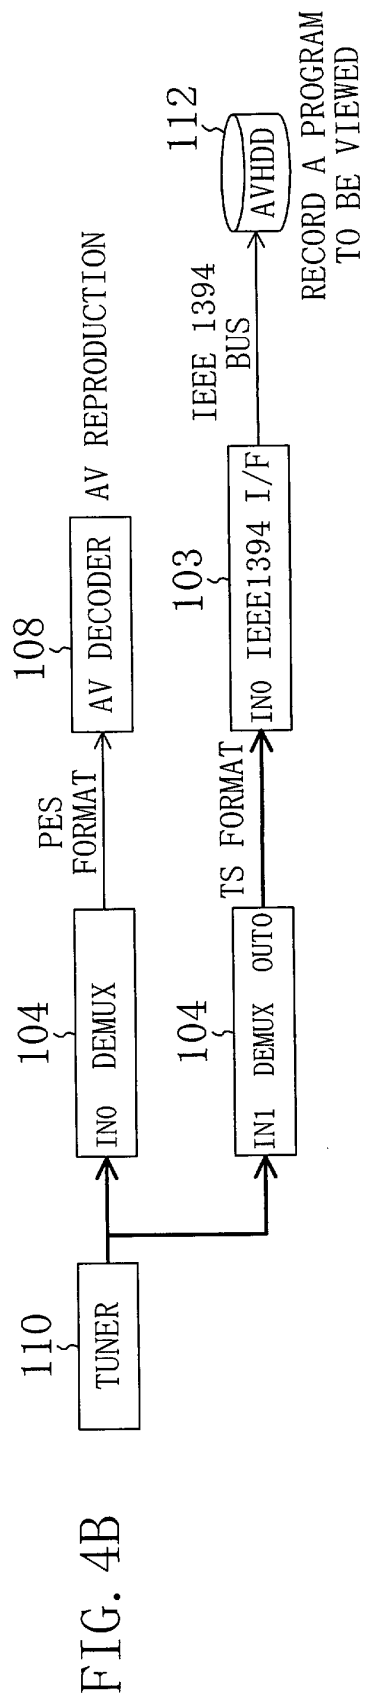 FIG. 4B
110
TUNER
104
IN0 DEMUX
PES
FORMAT
108
AV DECODER
AV REPRODUCTION
104
IN1 DEMUX OUT0
TS FORMAT
103
IN0 IEEE1394 I/F
IEEE 1394
BUS
112
AVHDD
RECORD A PROGRAM
TO BE VIEWED